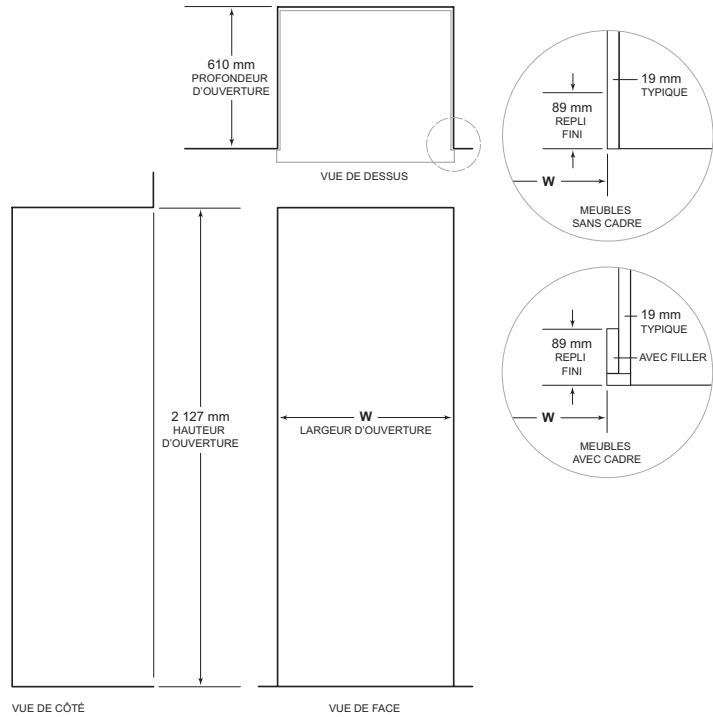 610 mm
PROFONDEUR
D'OUVERTURE
VUE DE DESSUS
19 mm
TYPIQUE
89 mm
REPLI
FINI
W
MEUBLES
SANS CADRE
19 mm
TYPIQUE
89 mm
REPLI
FINI
AVEC FILLER
W
MEUBLES
AVEC CADRE
2 127 mm
HAUTEUR
D'OUVERTURE
W
LARGEUR D'OUVERTURE
VUE DE CÔTÉ
VUE DE FACE